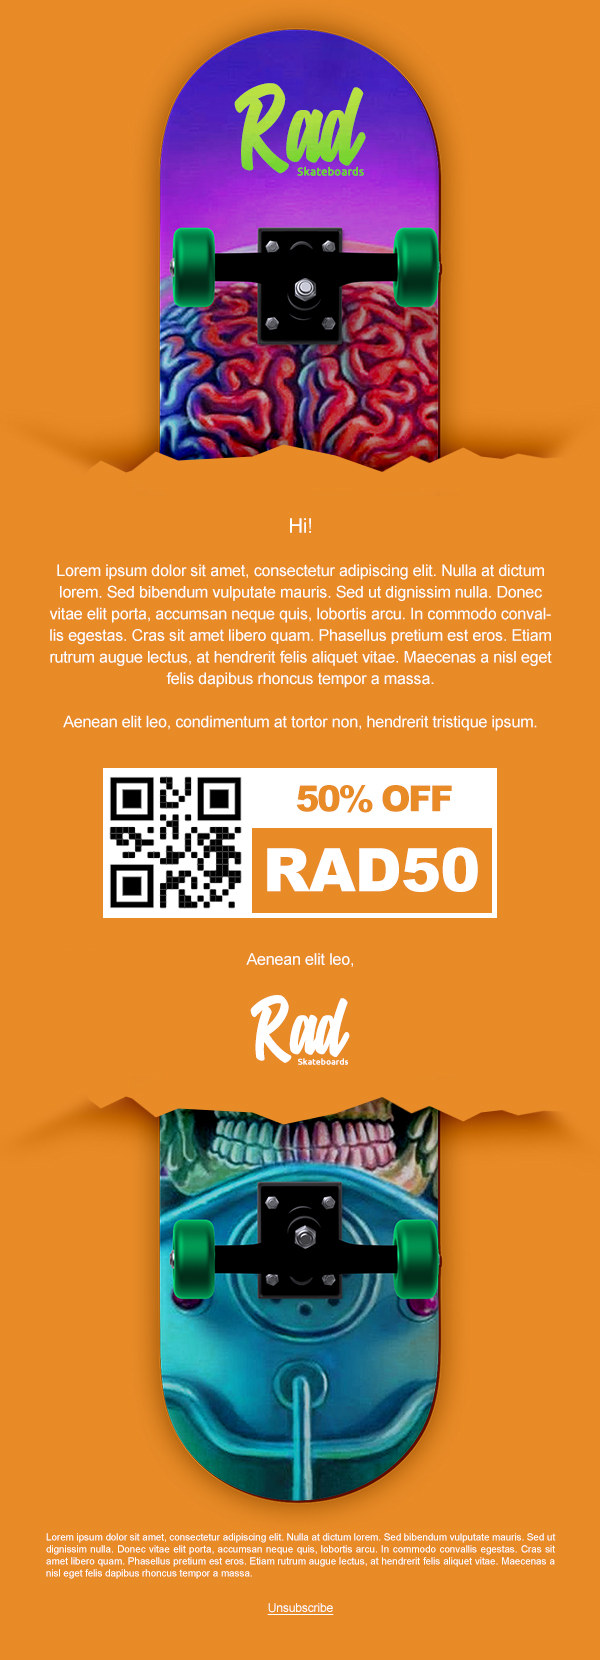 Rad
Skateboards
Hi!
Lorem ipsum dolor sit amet, consectetur adipiscing elit. Nulla at dictum
lorem. Sed bibendum vulputate mauris. Sed ut dignissim nulla. Donec
vitae elit porta, accumsan neque quis, lobortis arcu. In commodo conval-
lis egestas. Cras sit amet libero quam. Phasellus pretium est eros. Etiam
rutrum augue lectus, at hendrerit felis aliquet vitae. Maecenas a nisl eget
felis dapibus rhoncus tempor a massa.
Aenean elit leo, condimentum at tortor non, hendrerit tristique ipsum.
50% OFF
RAD50
Aenean elit leo,
Rad
Skateboards
Lorem ipsum dolor sit amet, consectetur adipiscing elit. Nulla at dictum lorem. Sed bibendum vulputate mauris. Sed ut
dignissim nulla. Donec vitae elit porta, accumsan neque quis, lobortis arcu. In commodo convallis egestas. Cras sit
amet libero quam. Phasellus pretium est eros. Etiam rutrum augue lectus, at hendrerit felis aliquet vitae. Maecenas a
nisl eget felis dapibus rhoncus tempor a massa.
Unsubscribe